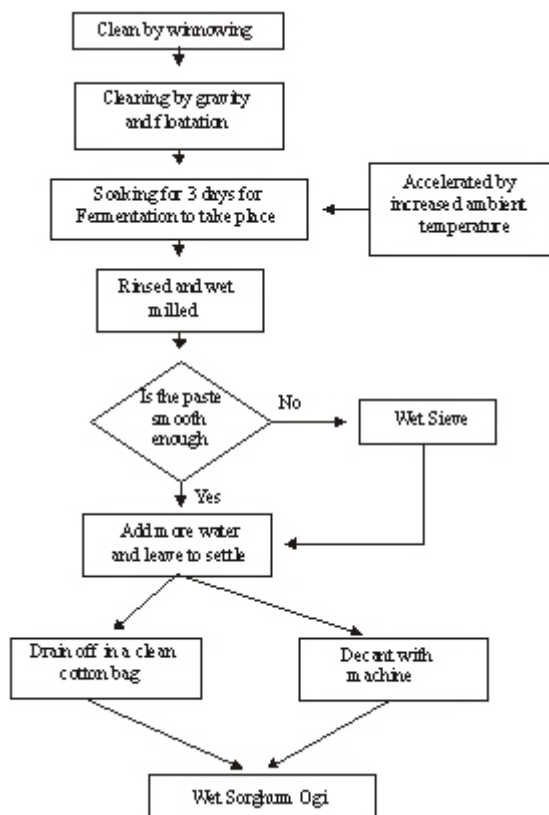 Clean by winnowing
Cleaning by gravity
and floatation
Soaking for 3 days for
Fermentation to take place
Accelerated by
increased ambient
temperature
Rinsed and wet
milled
Is the paste
smooth
enough
No
Wet Sieve
Yes
Add more water
and leave to settle
Drain off in a clean
cotton bag
Decant with
machine
Wet Sorghum Ogi